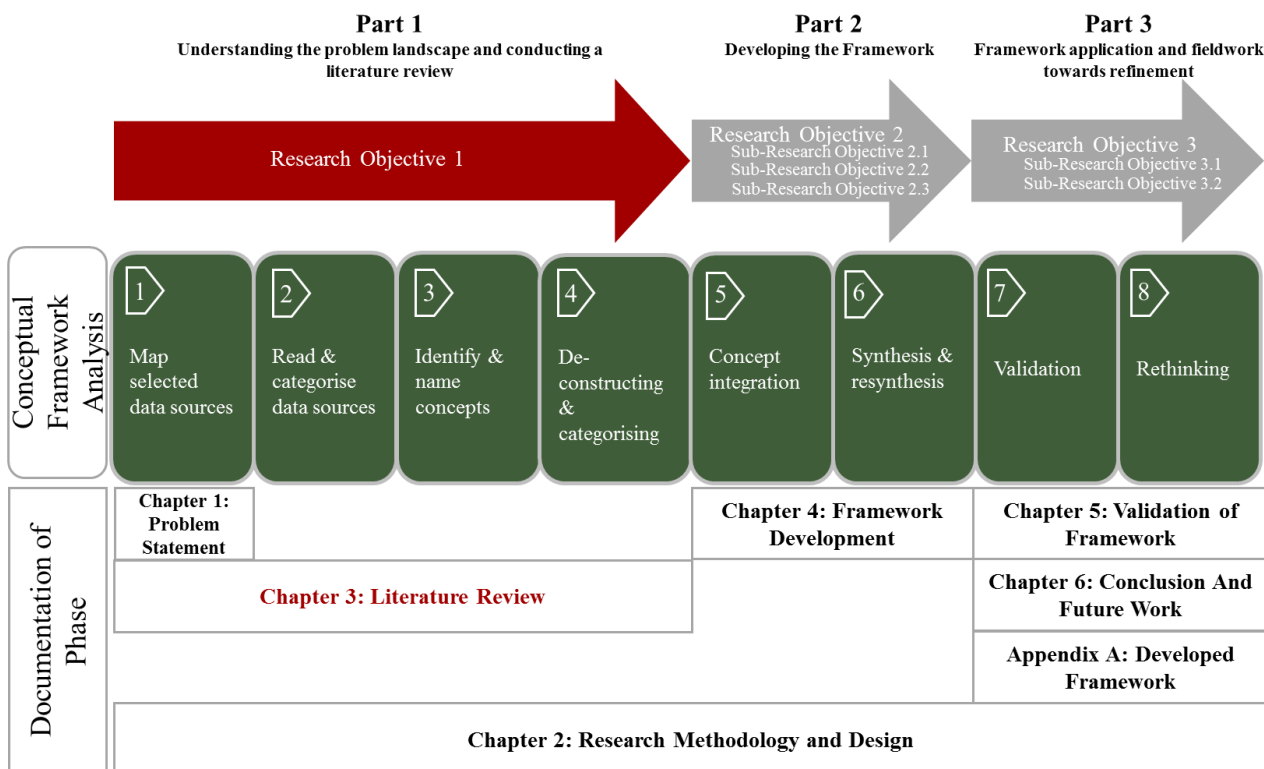 Part 1
Understanding the problem landscape and conducting a
literature review
Part 2
Developing the Framework
Part 3
Framework application and fieldwork
towards refinement
Research Objective 1
Research Objective 2
Sub-Research Objective 2.1
Sub-Research Objective 2.2
Sub-Research Objective 2.3
Research Objective 3
Sub-Research Objective 3.1
Sub-Research Objective 3.2
Conceptual
Framework
Analysis
1
Map
selected
data sources
2
Read &
categorise
data sources
3
Identify &
name
concepts
4
De-
constructing
&
categorising
5
Concept
integration
6
Synthesis &
resynthesis
7
Validation
8
Rethinking
Documentation of
Phase
Chapter 1:
Problem
Statement
Chapter 4: Framework
Development
Chapter 5: Validation of
Framework
Chapter 3: Literature Review
Chapter 6: Conclusion And
Future Work
Appendix A: Developed
Framework
Chapter 2: Research Methodology and Design